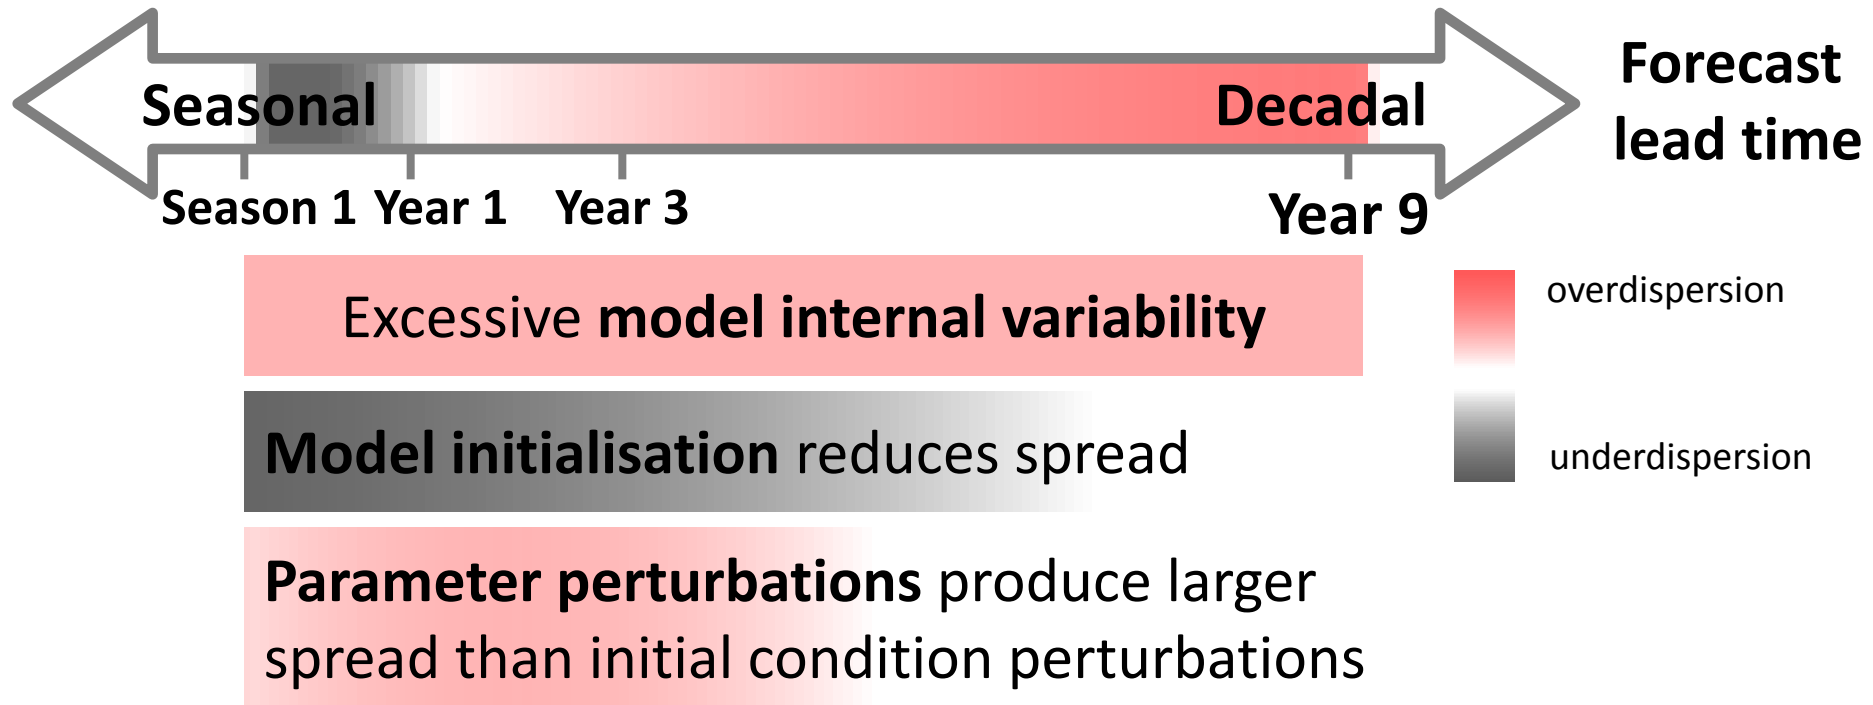 Seasonal
Decadal
Forecast
lead time
Season 1
Year 1
Year 3
Year 9
Excessive model internal variability
overdispersion
Model initialisation reduces spread
underdispersion
Parameter perturbations produce larger
spread than initial condition perturbations